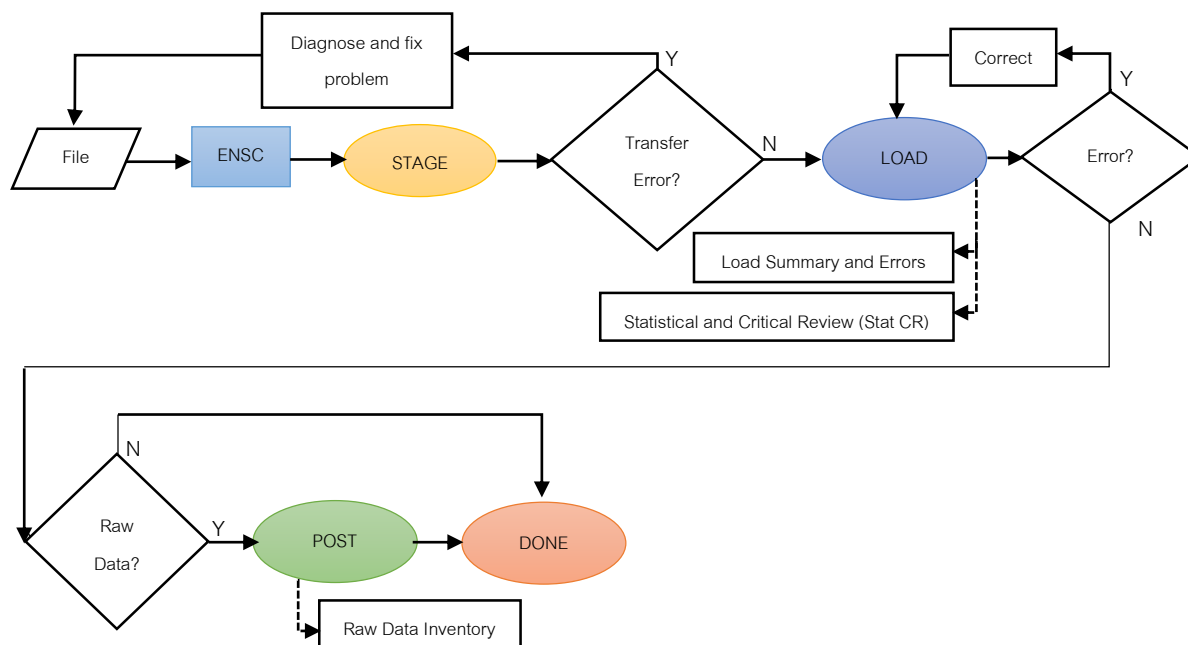 Diagnose and fix
problem
Y
Correct
Y
File
ENSC
STAGE
Transfer
Error?
N
LOAD
Error?
N
Load Summary and Errors
Statistical and Critical Review (Stat CR)
N
Raw
Data?
Y
POST
DONE
Raw Data Inventory